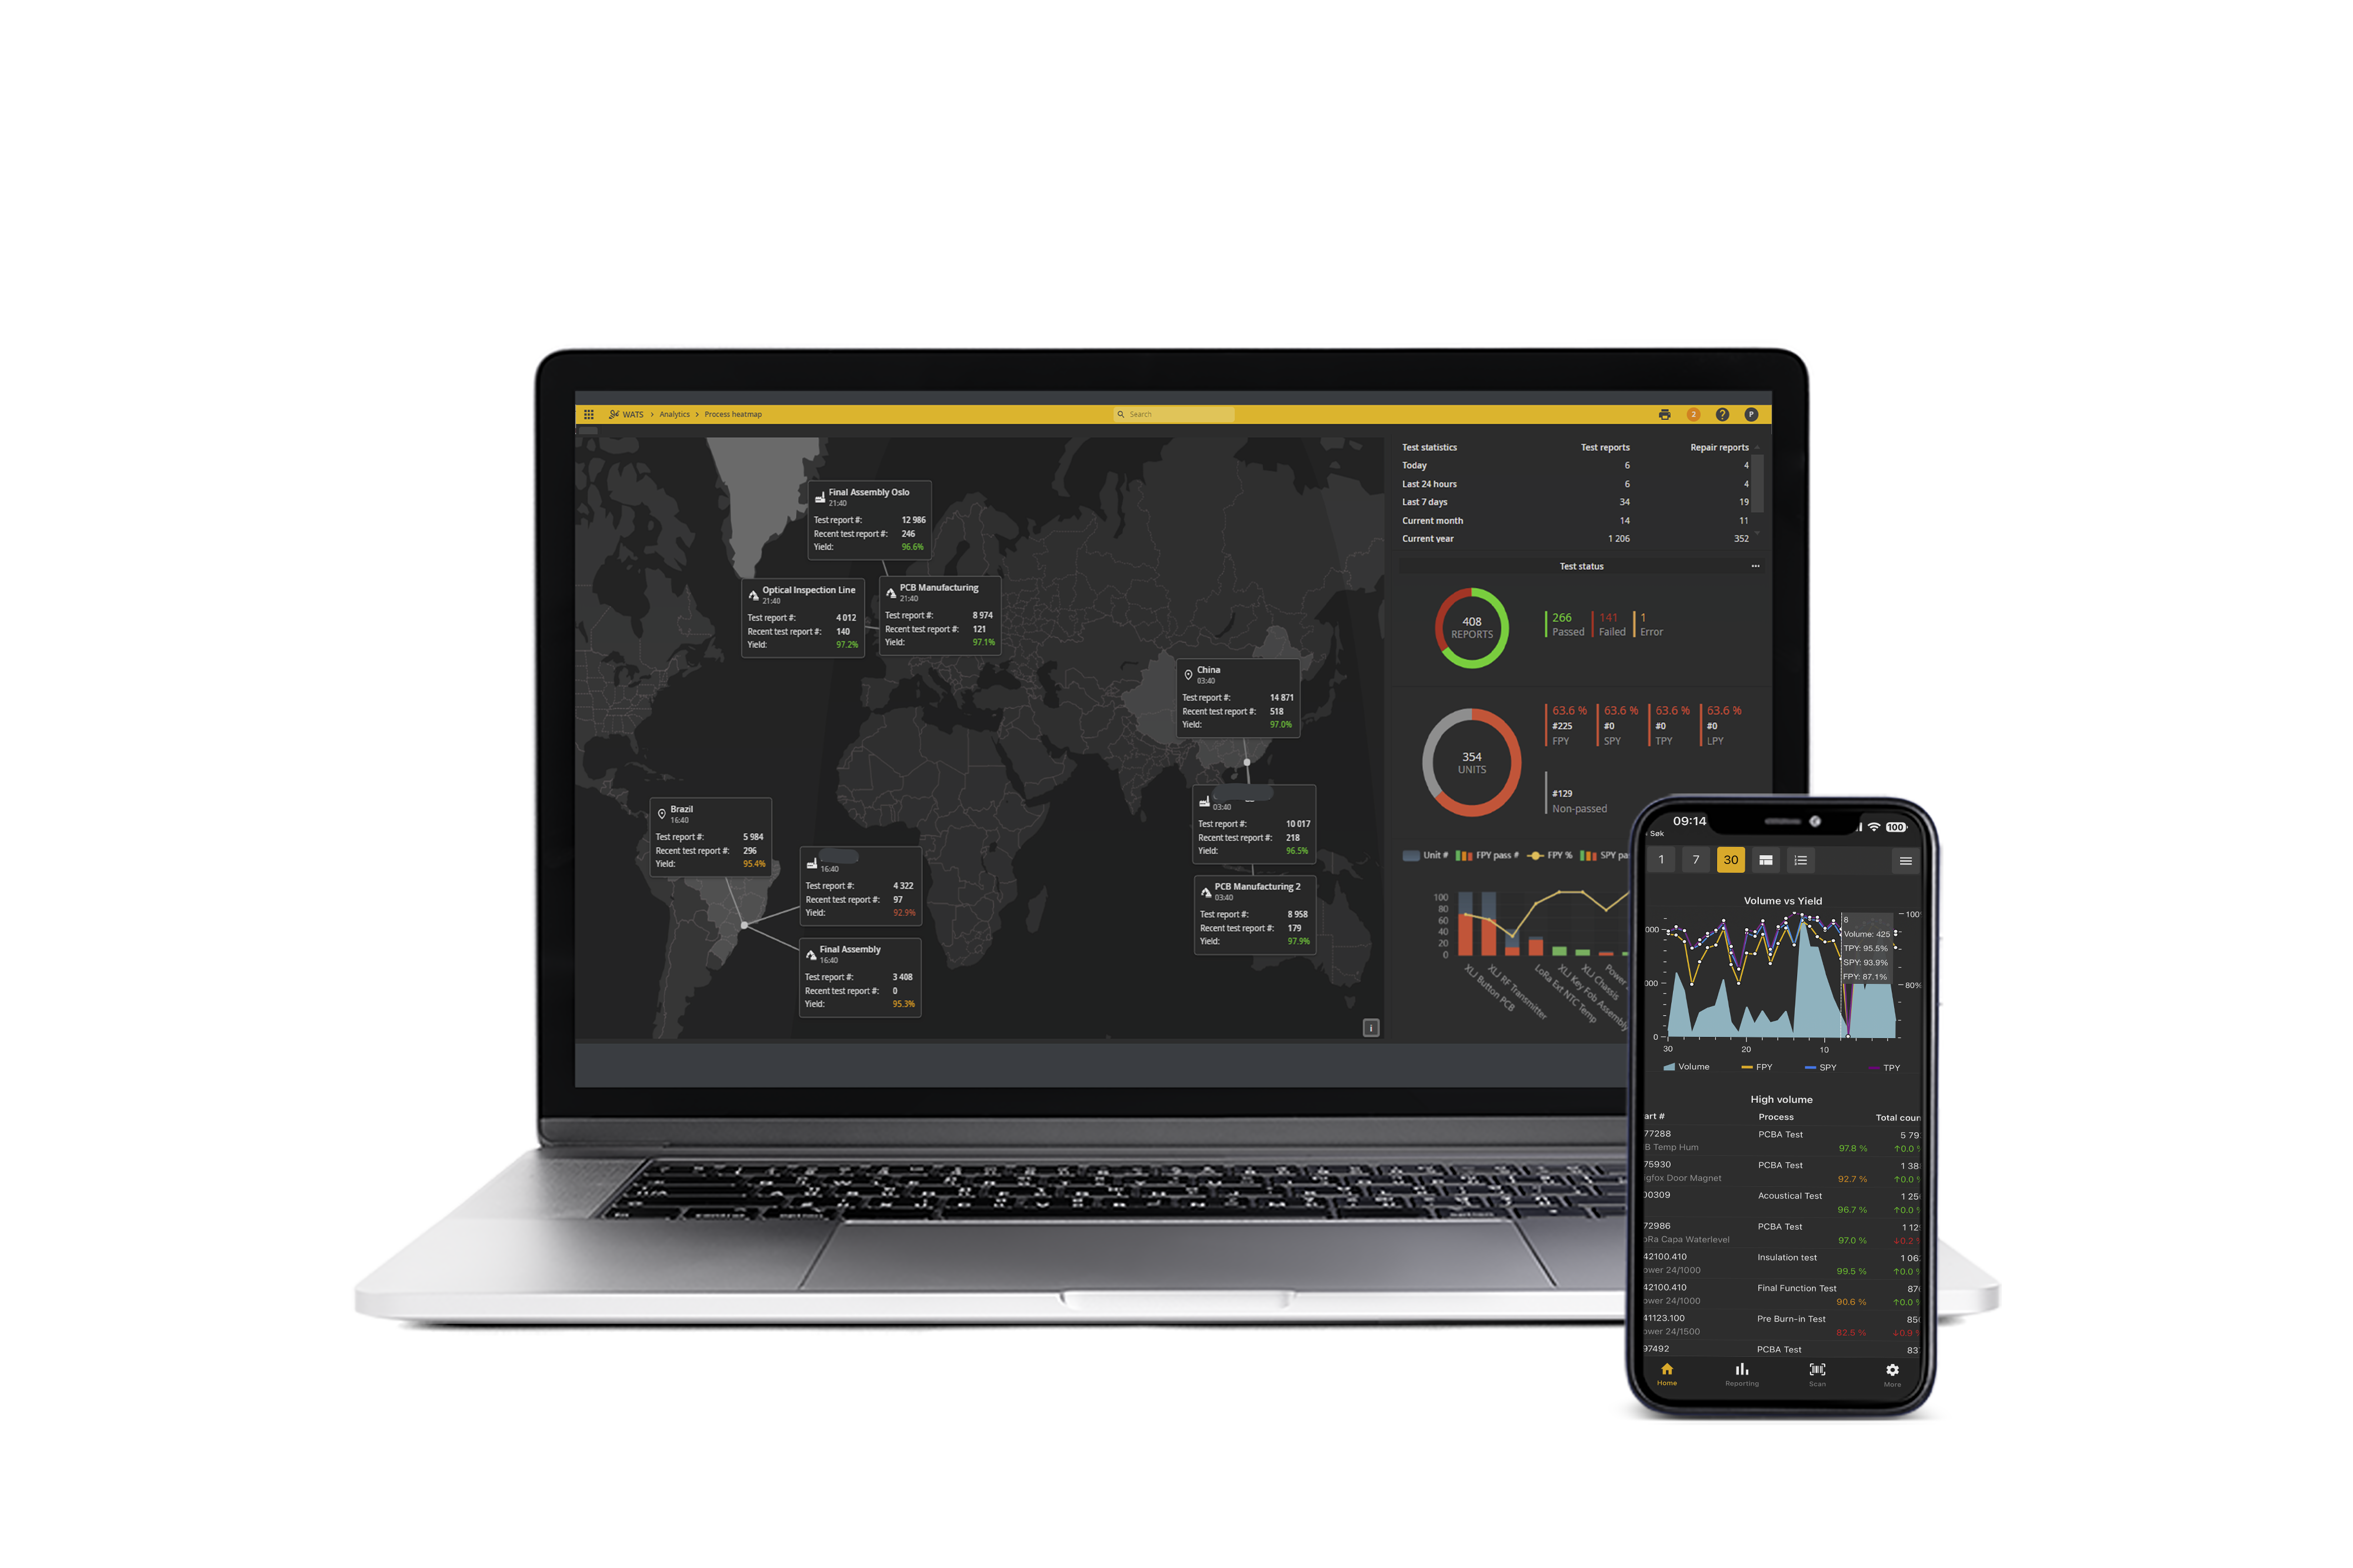 WATS > Analytics > Process heatmap
Search
2
?
P
Final Assembly Oslo
21:40
Test report #: 12 986
Recent test report #: 246
Yield: 96.6%
Optical Inspection Line
21:40
Test report #: 4 012
Recent test report #: 140
Yield: 97.2%
PCB Manufacturing
21:40
Test report #: 8 974
Recent test report #: 121
Yield: 97.1%
China
03:40
Test report #: 14 871
Recent test report #: 518
Yield: 97.0%
03:40
Test report #: 10 017
Recent test report #: 218
Yield: 96.5%
PCB Manufacturing 2
03:40
Test report #: 8 958
Recent test report #: 179
Yield: 97.9%
Brazil
16:40
Test report #: 5 984
Recent test report #: 296
Yield: 95.4%
16:40
Test report #: 4 322
Recent test report #: 97
Yield: 92.9%
Final Assembly
16:40
Test report #: 3 408
Recent test report #: 0
Yield: 95.3%
i
Test statistics Test reports Repair reports
Today 6 4
Last 24 hours 6 4
Last 7 days 34 19
Current month 14 11
Current year 1 206 352
Test status
408
REPORTS
266 141 1
Passed Failed Error
354
UNITS
63.6 % 63.6 % 63.6 % 63.6 %
#225 #0 #0 #0
FPY SPY TPY LPY
#129
Non-passed
Unit # FPY pass # FPY % SPY pa
100
80
60
40
20
0
XLJ Button PCB
XLJ RF Transmitter
LoRa Ext NTC Temp
XLJ Key Fob Assembly
XLJ Chassis
Power
09:14
100
Søk
1 7 30
Volume vs Yield
000
000
0
100
80%
8
Volume: 425
TPY: 95.5%
SPY: 93.9%
FPY: 87.1%
30 20 10
Volume FPY SPY TPY
High volume
art # Process Total coun
77288 PCBA Test 5 79
B Temp Hum 97.8 % ↑0.0 %
75930 PCBA Test 1 38
gfox Door Magnet 92.7 % ↑0.0 %
00309 Acoustical Test 1 25
96.7 % ↑0.0 %
72986 PCBA Test 1 12
oRa Capa Waterlevel 97.0 % ↓0.2 %
42100.410 Insulation test 1 06
ower 24/1000 99.5 % ↑0.0 %
42100.410 Final Function Test 87
ower 24/1000 90.6 % ↑0.0 %
41123.100 Pre Burn-in Test 85
ower 24/1500 82.5 % ↓0.9 %
97492 PCBA Test 83
Home Reporting Scan More